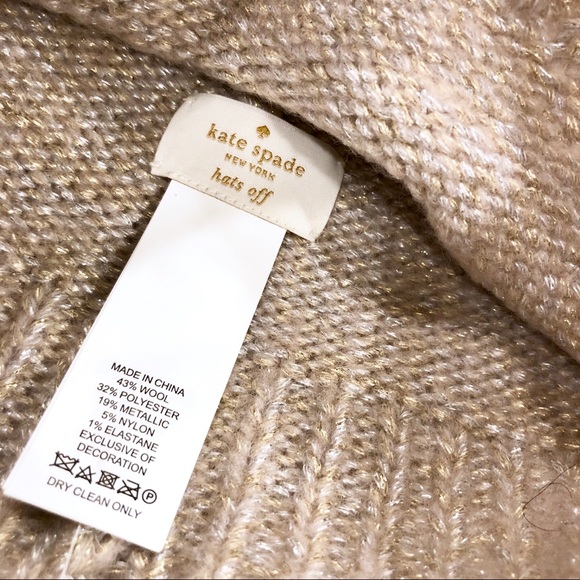 kate spade
NEW YORK
hats off
MADE IN CHINA
43% WOOL
32% POLYESTER
19% METALLIC
5% NYLON
1% ELASTANE
EXCLUSIVE OF
DECORATION
P
DRY CLEAN ONLY